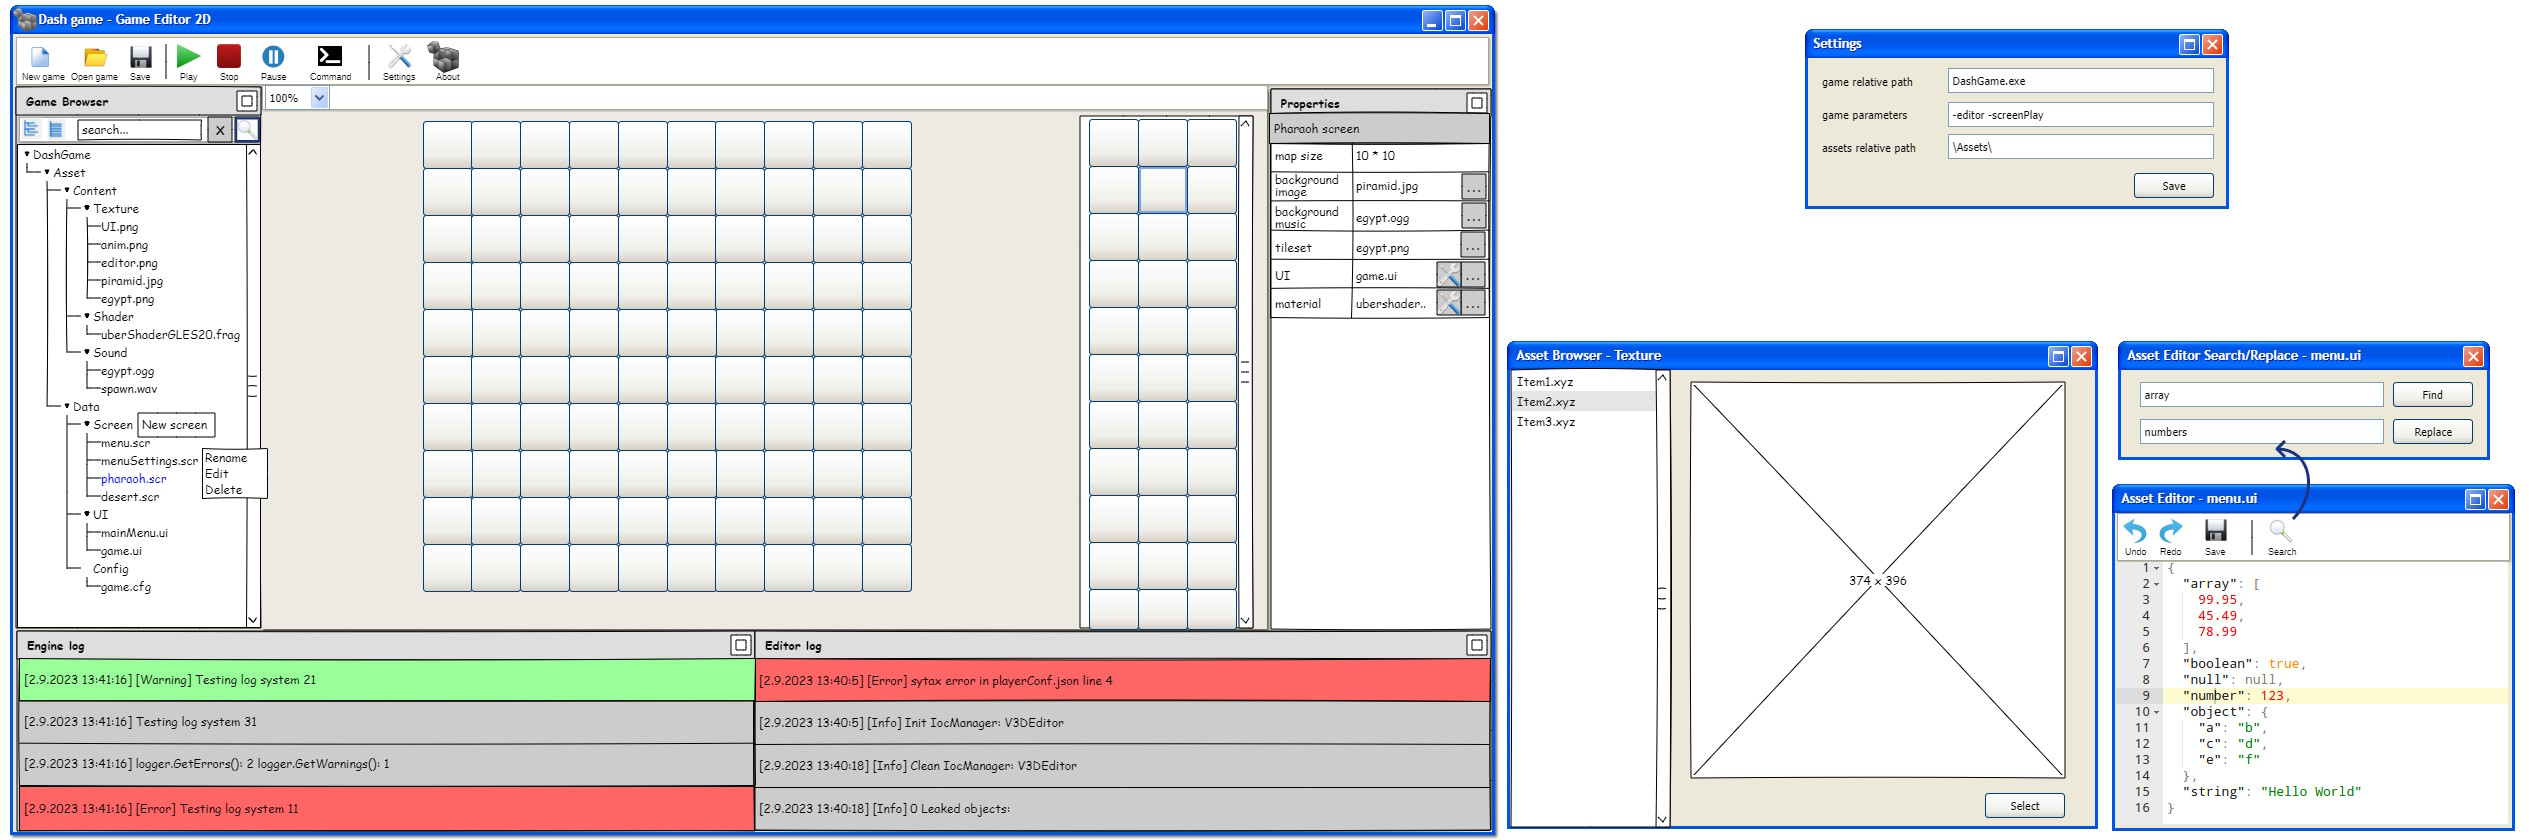 Dash game - Game Editor 2D
New game Open game Save Play Stop Pause Command Settings About
Game Browser
search... X
DashGame
Asset
Content
Texture
UI.png
anim.png
editor.png
piramid.jpg
egypt.png
Shader
uberShaderGLES20.frag
Sound
egypt.ogg
spawn.wav
Data
Screen
New screen
menu.scr
menuSettings.scr
pharaoh.scr
desert.scr
Rename
Edit
Delete
UI
mainMenu.ui
game.ui
Config
game.cfg
100%
Properties
Pharaoh screen
map size 10 * 10
background image piramid.jpg ...
background music egypt.ogg ...
tileset egypt.png ...
UI game.ui ...
material ubershader.. ...
Engine log
[2.9.2023 13:41:16] [Warning] Testing log system 21
[2.9.2023 13:41:16] Testing log system 31
[2.9.2023 13:41:16] logger.GetErrors(): 2 logger.GetWarnings(): 1
[2.9.2023 13:41:16] [Error] Testing log system 11
Editor log
[2.9.2023 13:40:5] [Error] sytax error in playerConf.json line 4
[2.9.2023 13:40:5] [Info] Init IocManager: V3DEditor
[2.9.2023 13:40:18] [Info] Clean IocManager: V3DEditor
[2.9.2023 13:40:18] [Info] 0 Leaked objects:
Settings
game relative path DashGame.exe
game parameters -editor -screenPlay
assets relative path \Assets\
Save
Asset Browser - Texture
Item1.xyz
Item2.xyz
Item3.xyz
374 x 396
Select
Asset Editor Search/Replace - menu.ui
array Find
numbers Replace
Asset Editor - menu.ui
Undo Redo Save Search
1 {
2 "array": [
3 99.95,
4 45.49,
5 78.99
6 ],
7 "boolean": true,
8 "null": null,
9 "number": 123,
10 "object": {
11 "a": "b",
12 "c": "d",
13 "e": "f"
14 },
15 "string": "Hello World"
16 }